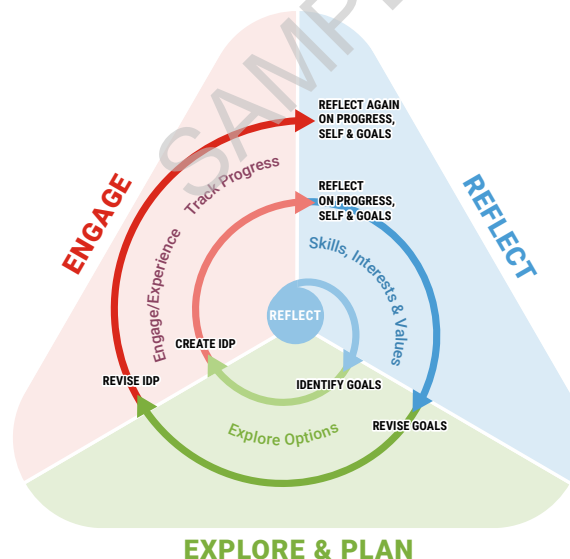 SAMPLE
REFLECT AGAIN
ON PROGRESS,
SELF & GOALS
Track Progress
ENGAGE
REFLECT
REFLECT
ON PROGRESS,
SELF & GOALS
Engage/Experience
Skills, Interests & Values
REFLECT
CREATE IDP
REVISE IDP
IDENTIFY GOALS
REVISE GOALS
Explore Options
EXPLORE & PLAN